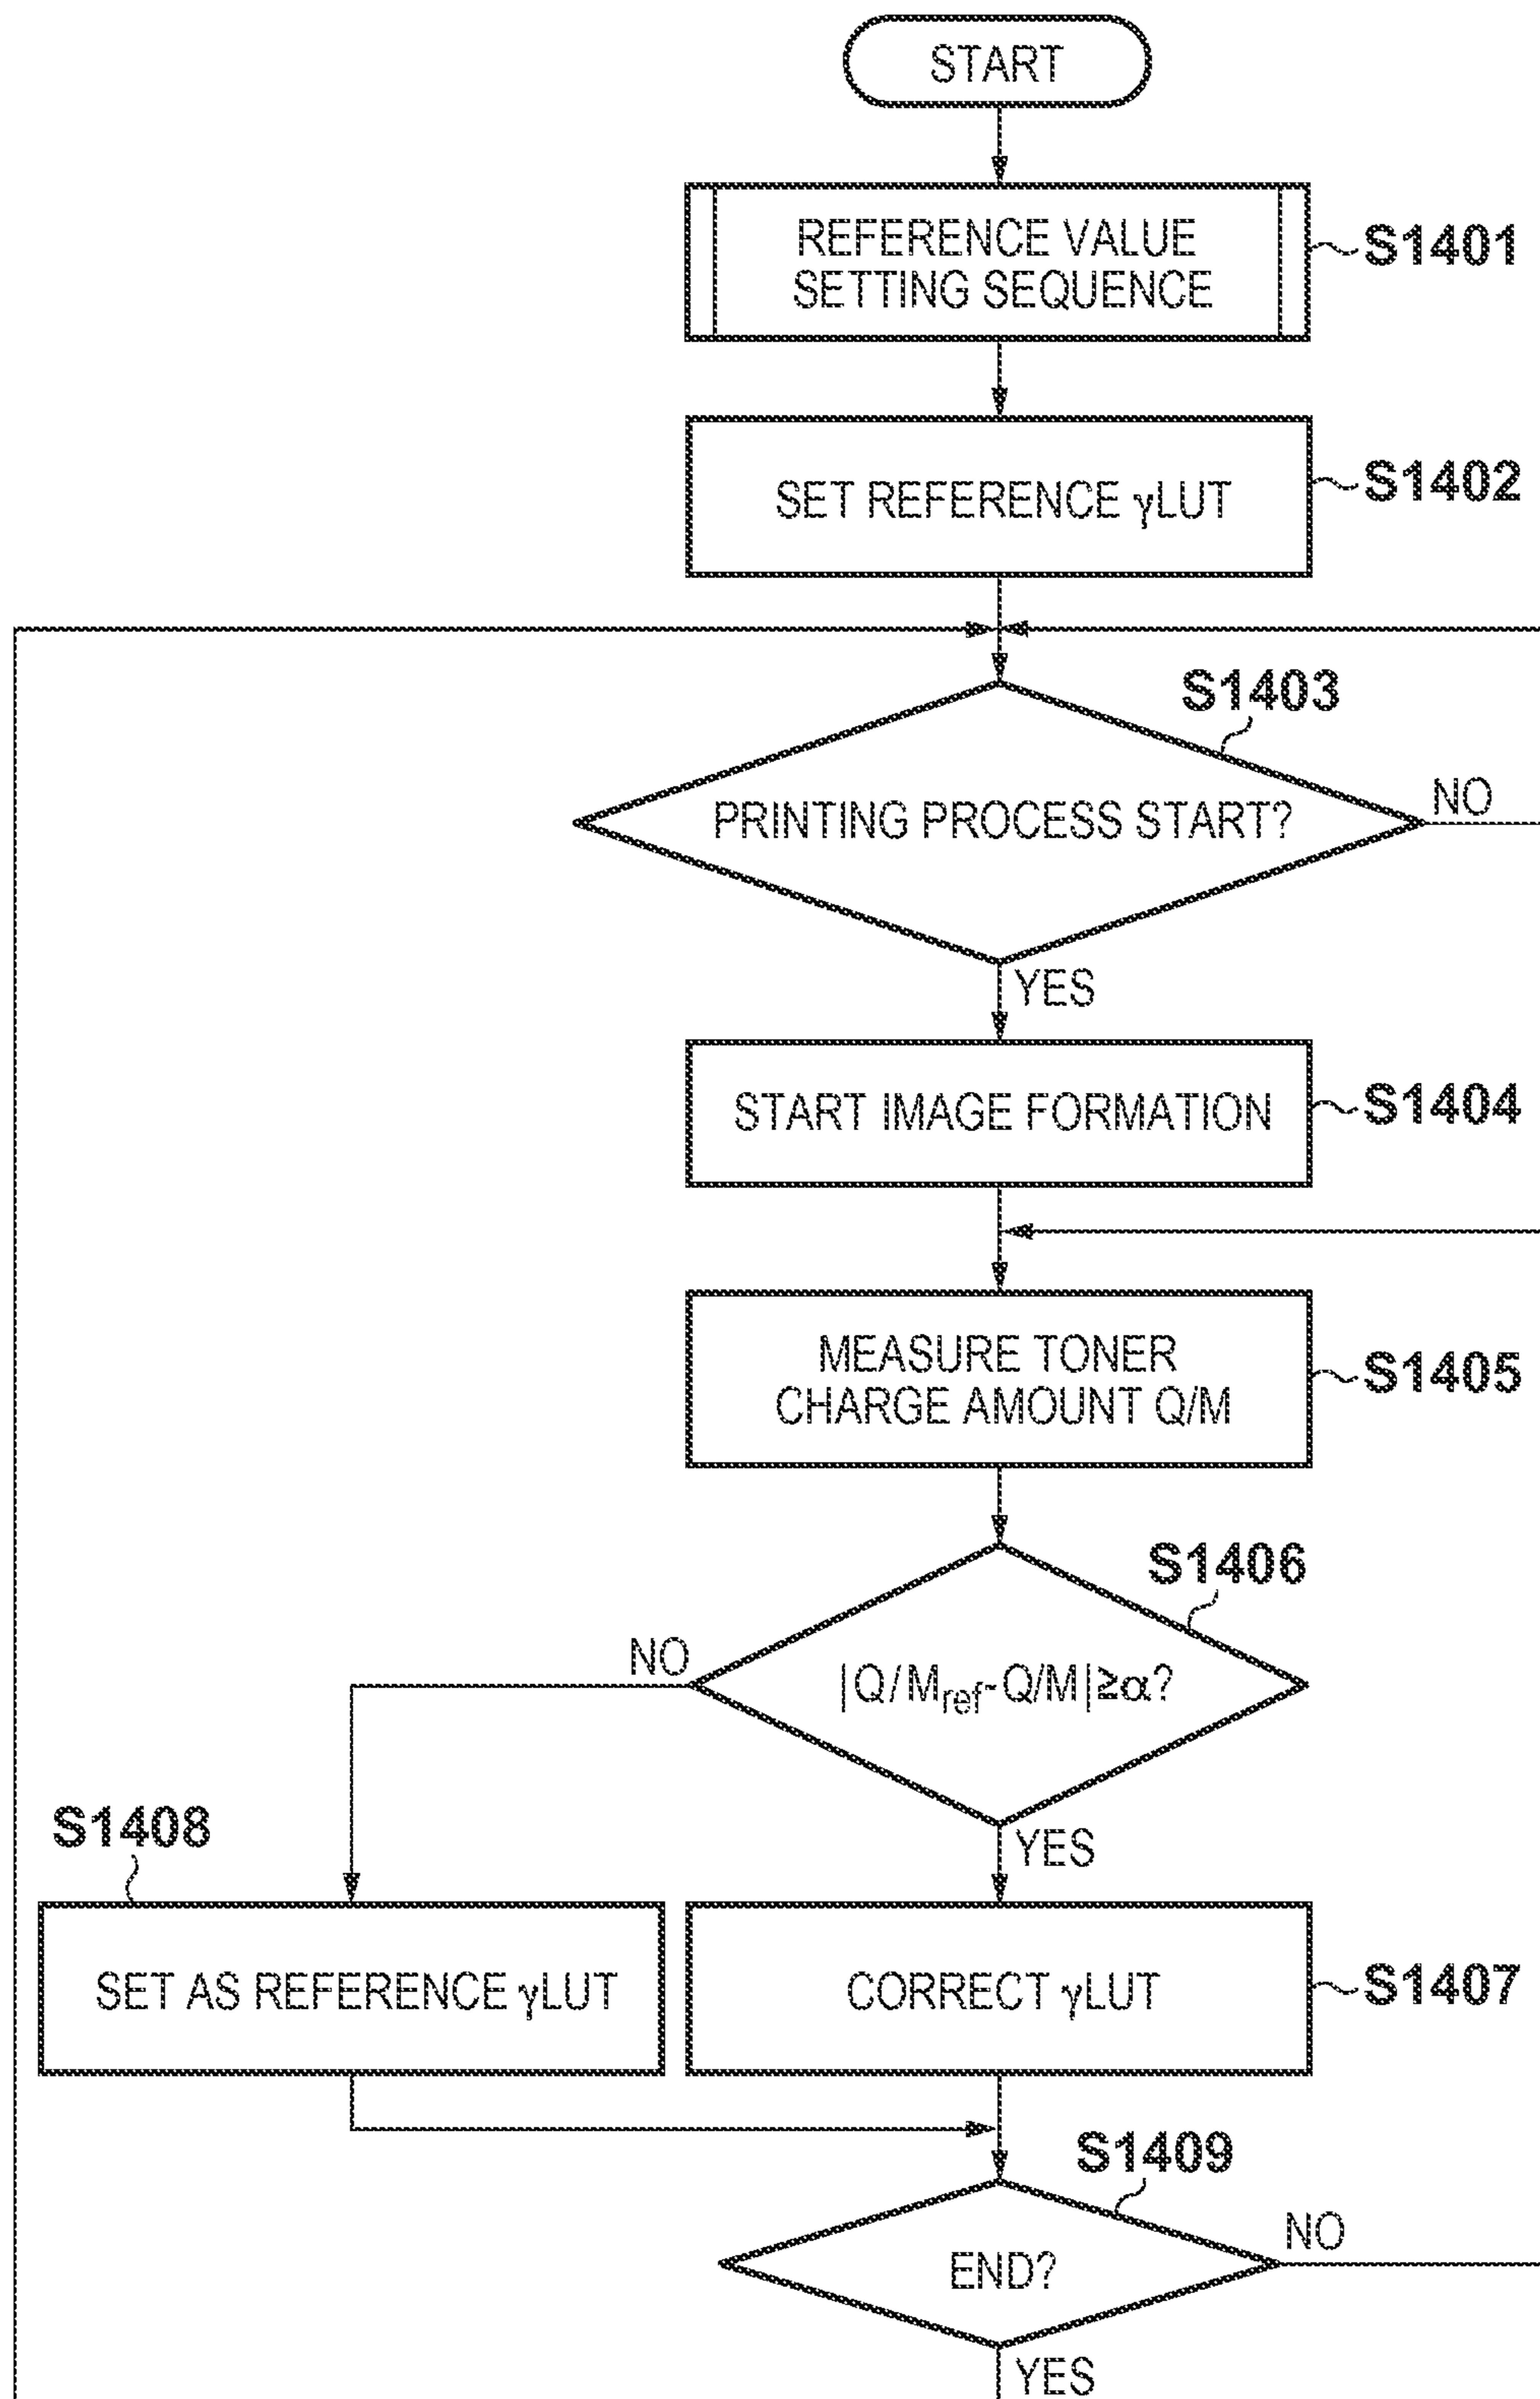 START
REFERENCE VALUE
SETTING SEQUENCE
S1401
SET REFERENCE γLUT
S1402
S1403
PRINTING PROCESS START?
NO
YES
START IMAGE FORMATION
S1404
MEASURE TONER
CHARGE AMOUNT Q/M
S1405
S1406
NO
|Q/Mref-Q/M|≥α?
YES
S1408
SET AS REFERENCE γLUT
CORRECT γLUT
S1407
S1409
END?
NO
YES